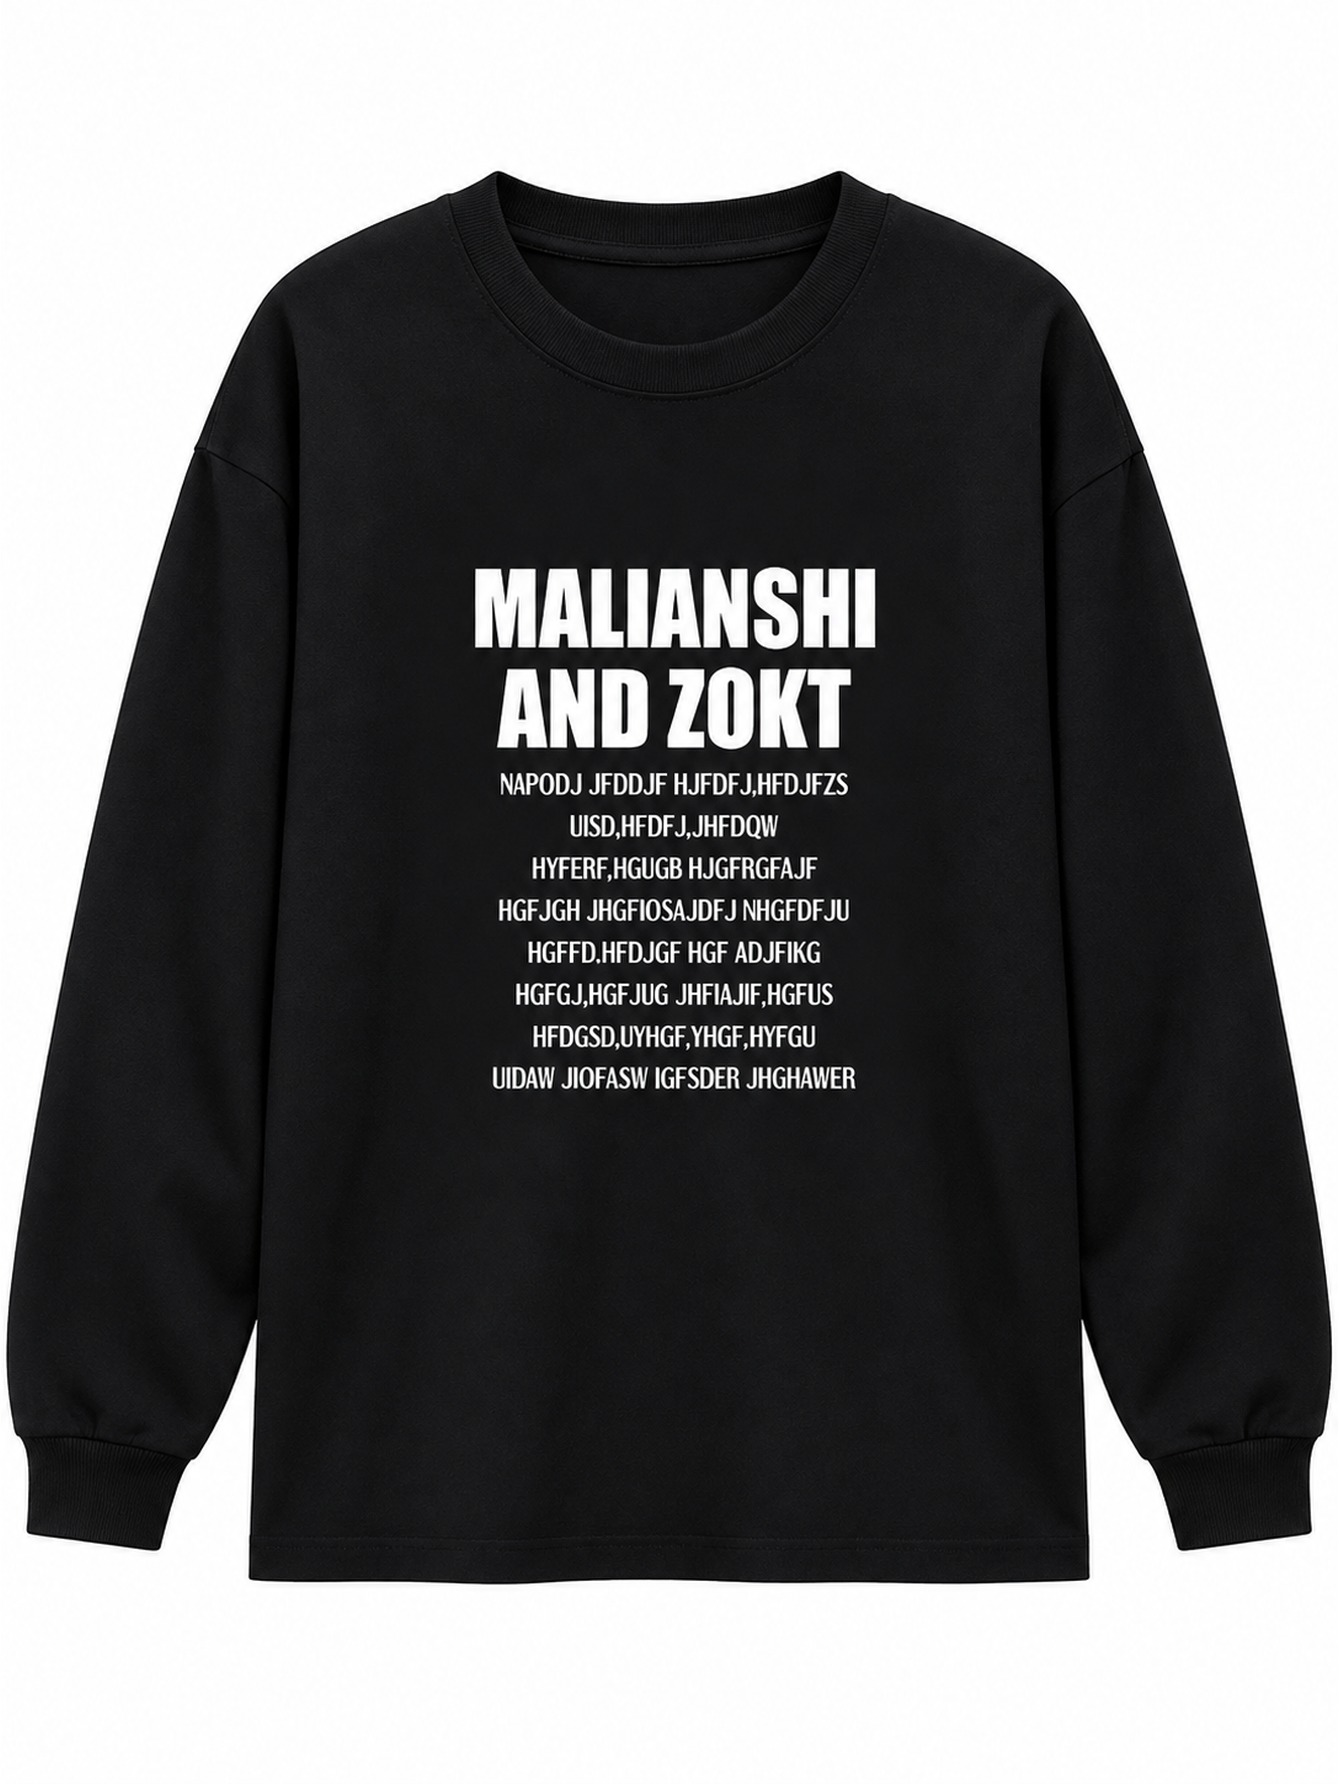 MALIANSHI
AND ZOKT
NAPODJ JFDDJF HJFDFJ,HFDJFZS
UISD,HFDFJ,JHFDQW
HYFERF,HGUGB HJGFRGFAJF
HGFJGH JHGFIOSAJDFJ NHGFDFJU
HGFFD,HFDJGF HGF ADJFIKG
HGFGJ,HGFJUG JHFIAJIF,HGFUS
HFDGSD,UYHGF,YHGF,HYFGU
UIDAW JIOFASW IGFSDER JHGHAWER